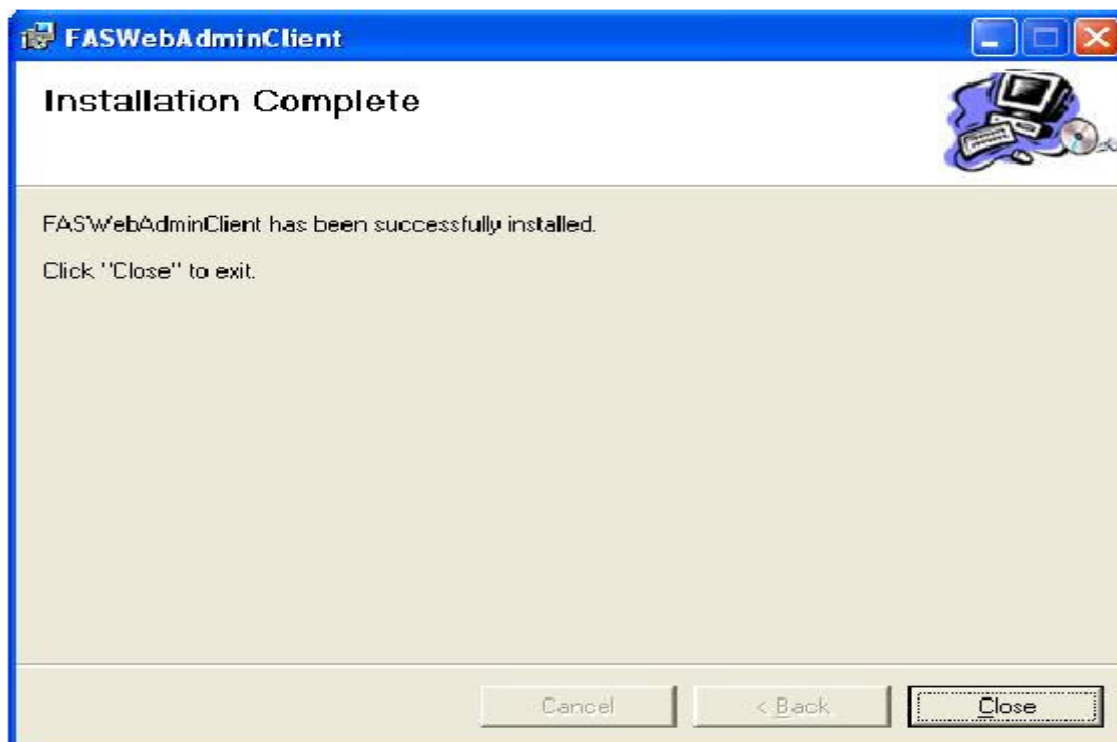 FASWebAdminClient
Installation Complete
FASWebAdminClient has been successfully installed.
Click "Close" to exit.
Cancel
< Back
Close